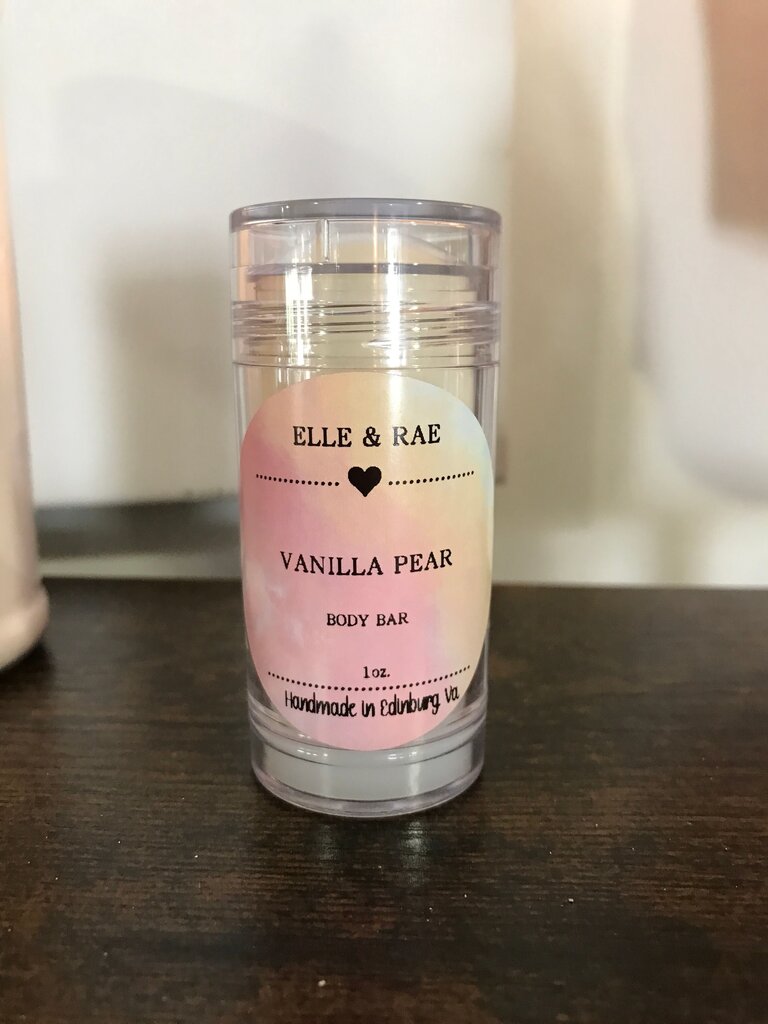 ELLE & RAE
VANILLA PEAR
BODY BAR
1oz.
Handmade in Edinburg, Va